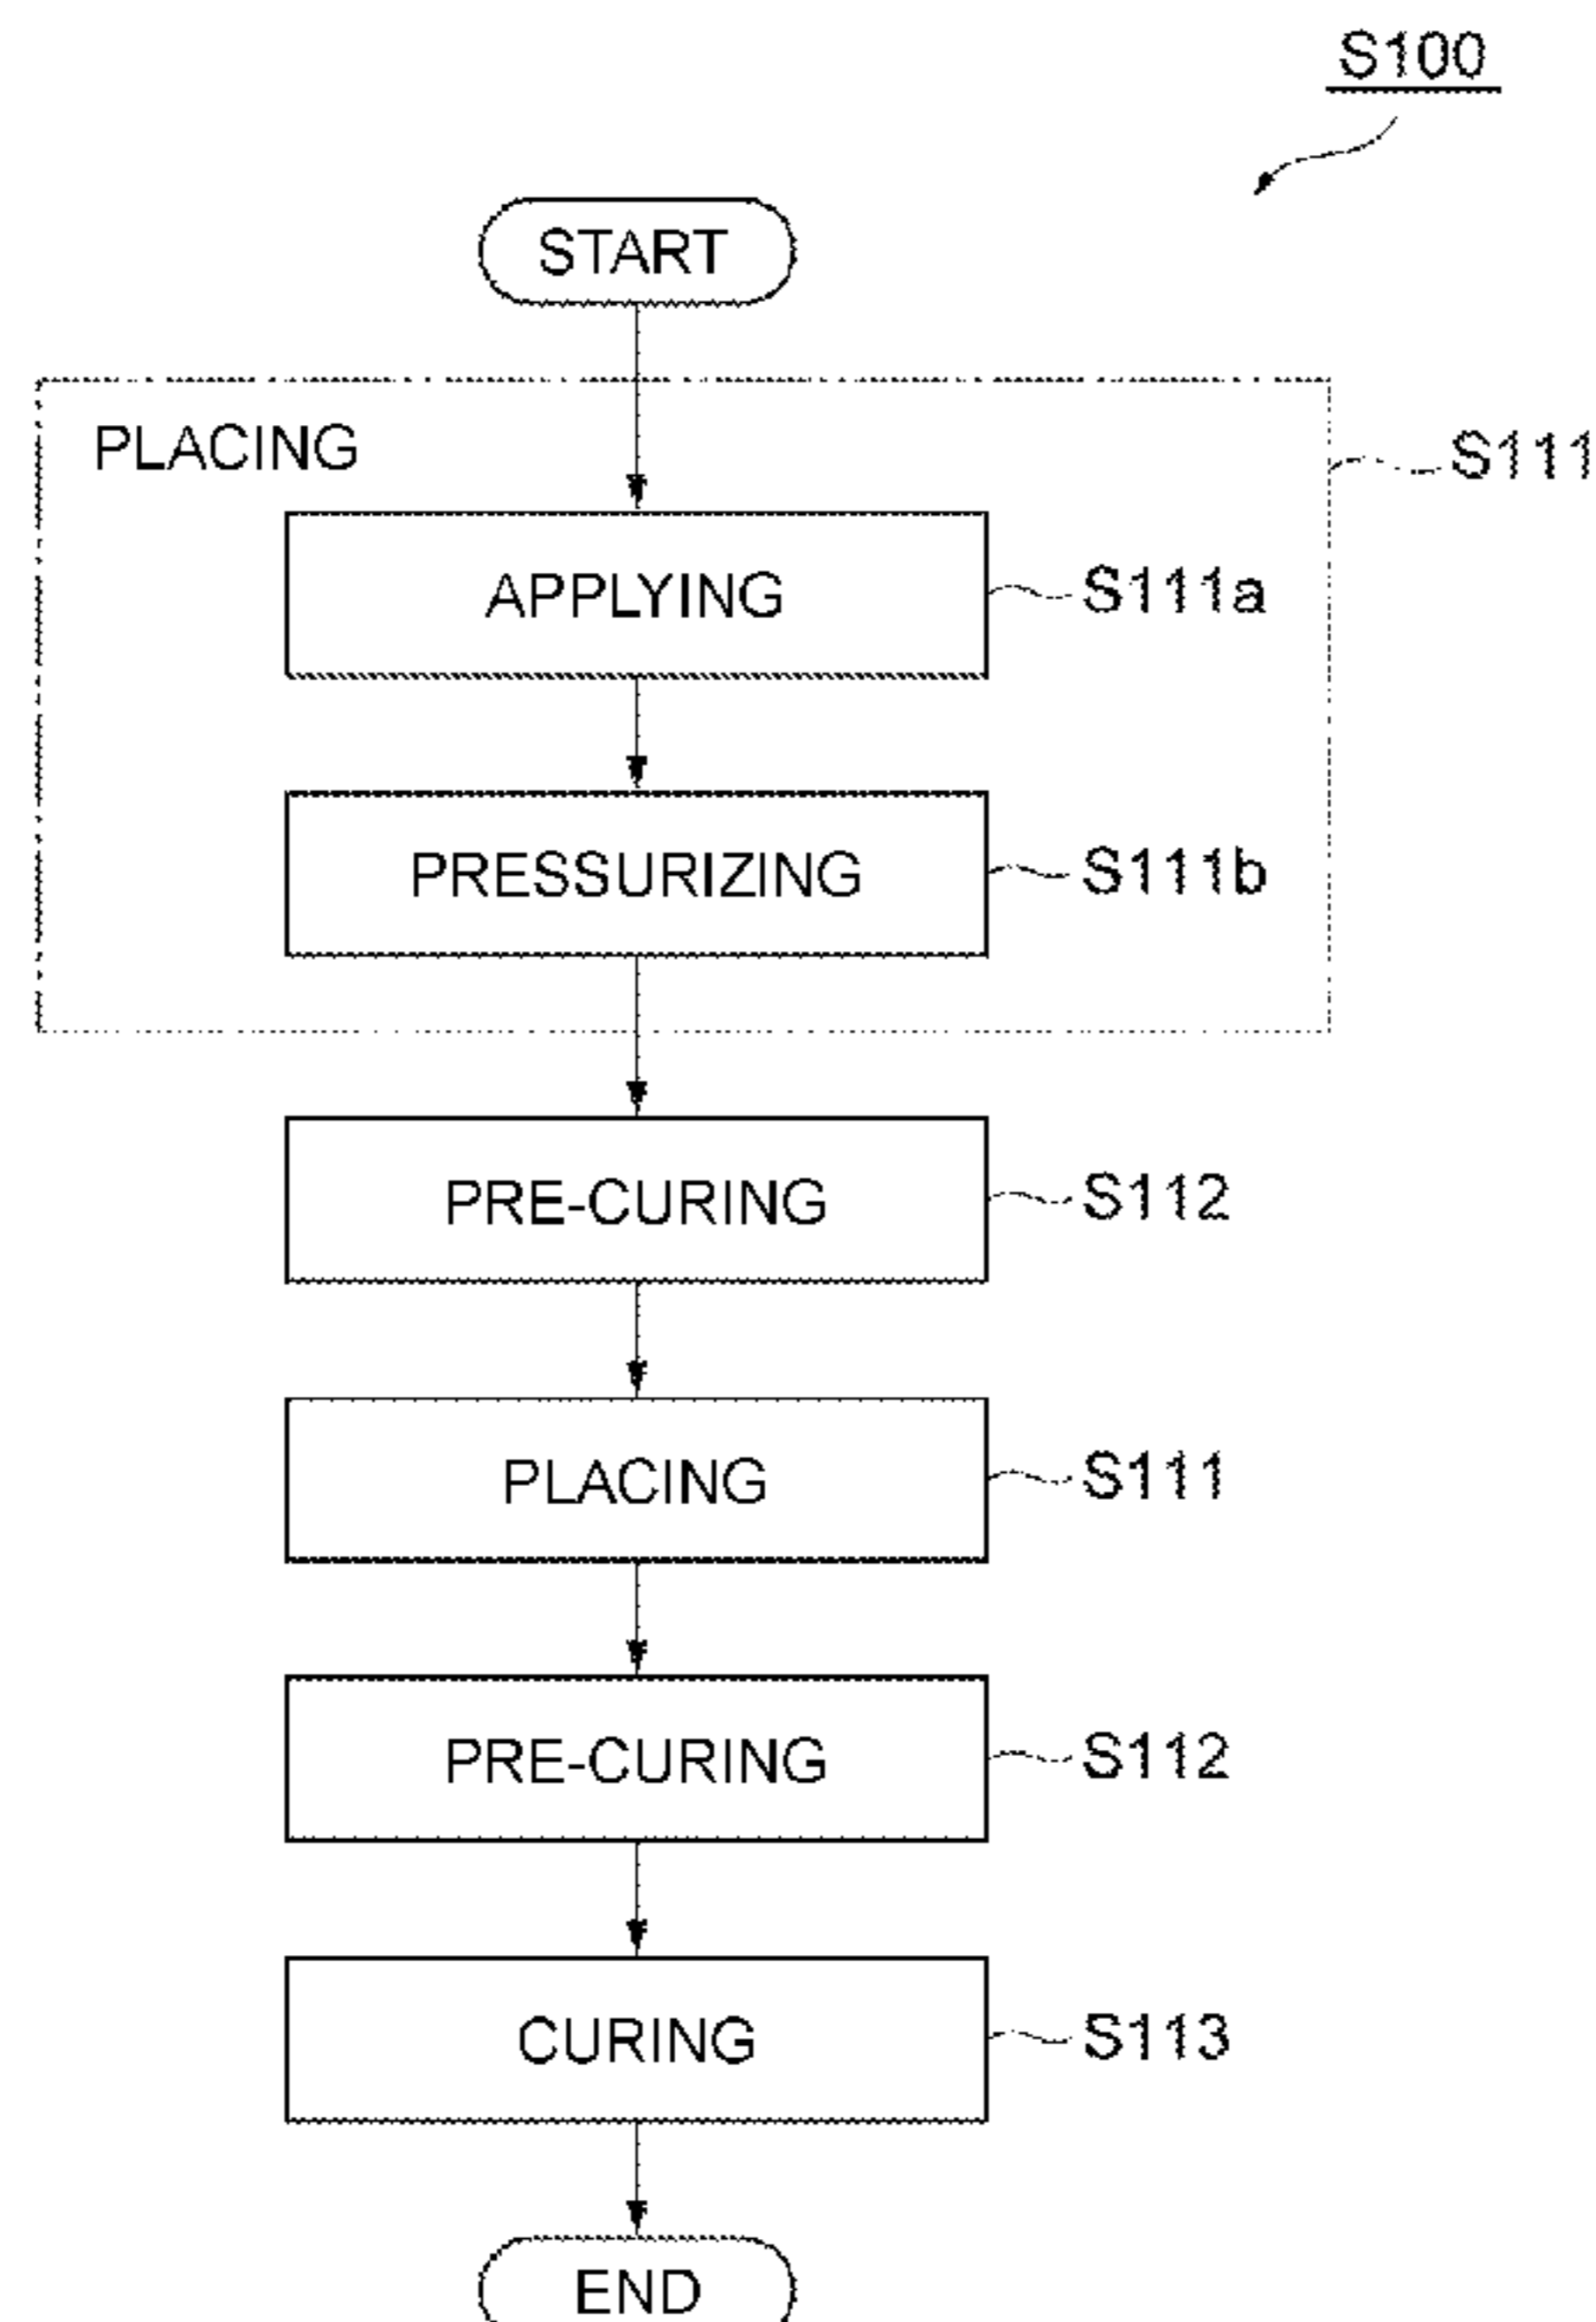 S100
START
PLACING
S111
APPLYING
S111a
PRESSURIZING
S111b
PRE-CURING
S112
PLACING
S111
PRE-CURING
S112
CURING
S113
END